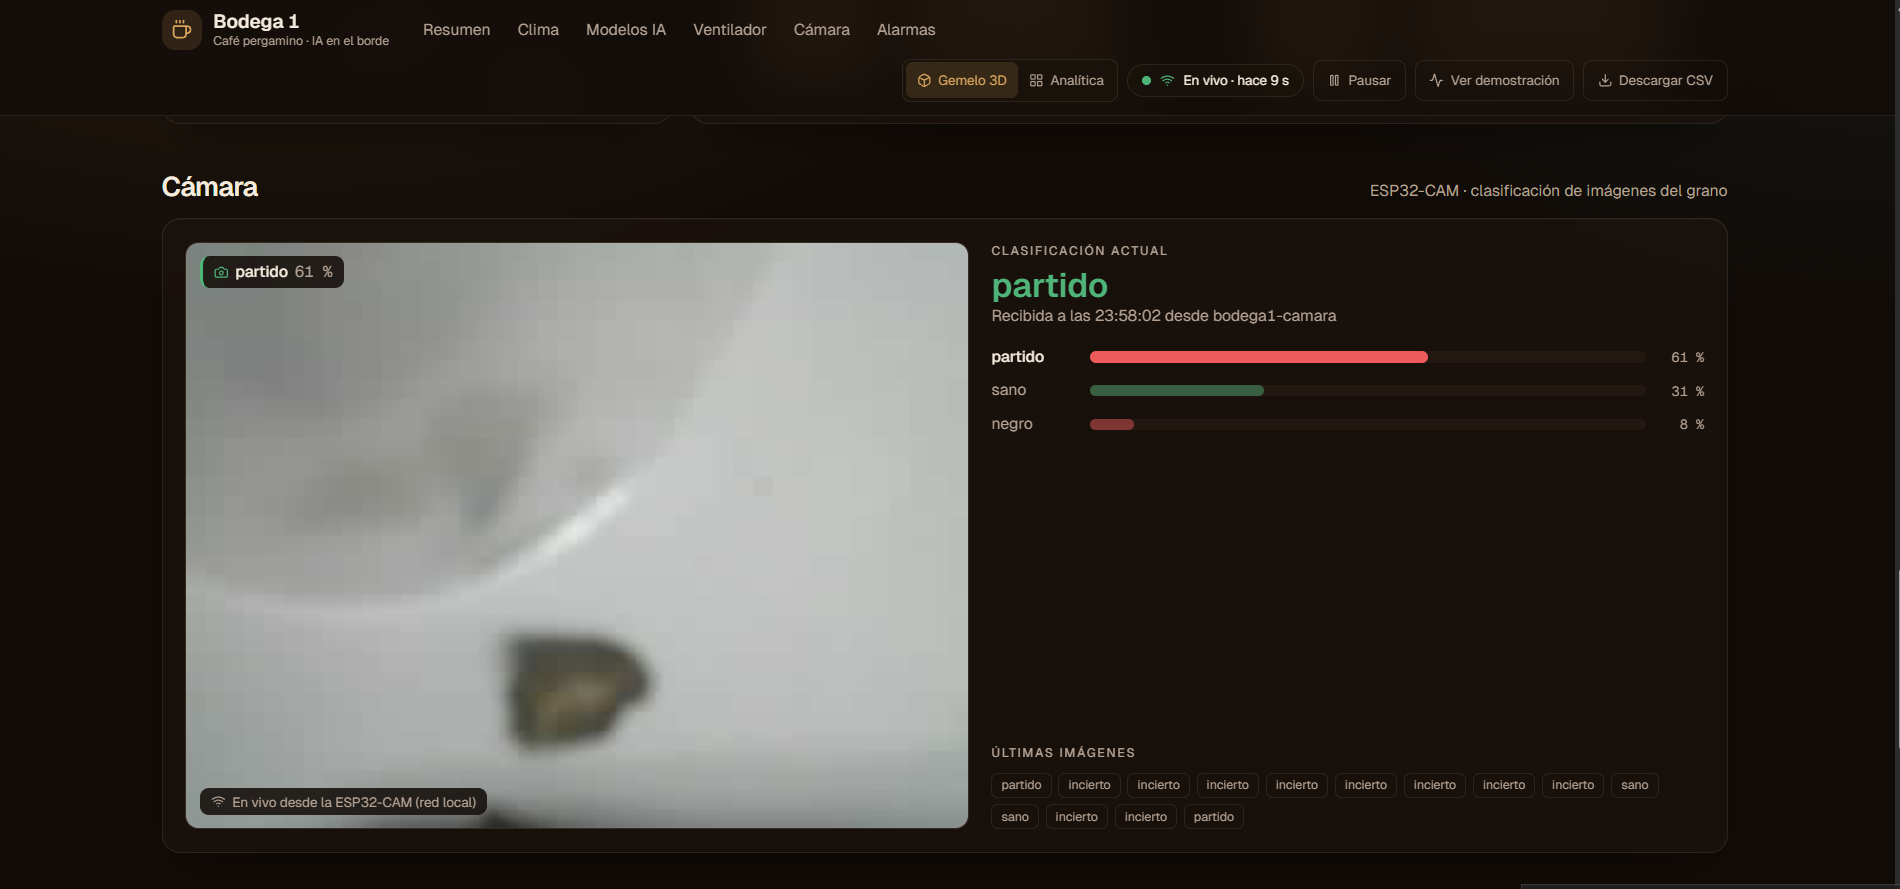 Bodega 1
Café pergamino · IA en el borde
Resumen Clima Modelos IA Ventilador Cámara Alarmas
Gemelo 3D Analítica En vivo · hace 9 s Pausar Ver demostración Descargar CSV
Cámara
ESP32-CAM · clasificación de imágenes del grano
partido 61 %
En vivo desde la ESP32-CAM (red local)
CLASIFICACIÓN ACTUAL
partido
Recibida a las 23:58:02 desde bodega1-camara
partido 61 %
sano 31 %
negro 8 %
ÚLTIMAS IMÁGENES
partido incierto incierto incierto incierto incierto incierto incierto incierto sano
sano incierto incierto partido